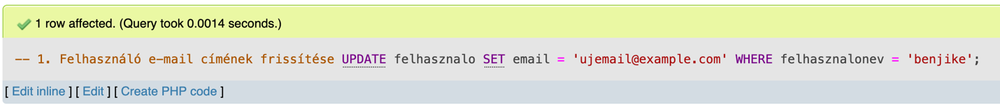 1 row affected. (Query took 0.0014 seconds.)
-- 1. Felhasználó e-mail címének frissítése UPDATE felhasznalo SET email = 'ujemail@example.com' WHERE felhasznalonev = 'benjike';
[ Edit inline ] [ Edit ] [ Create PHP code ]